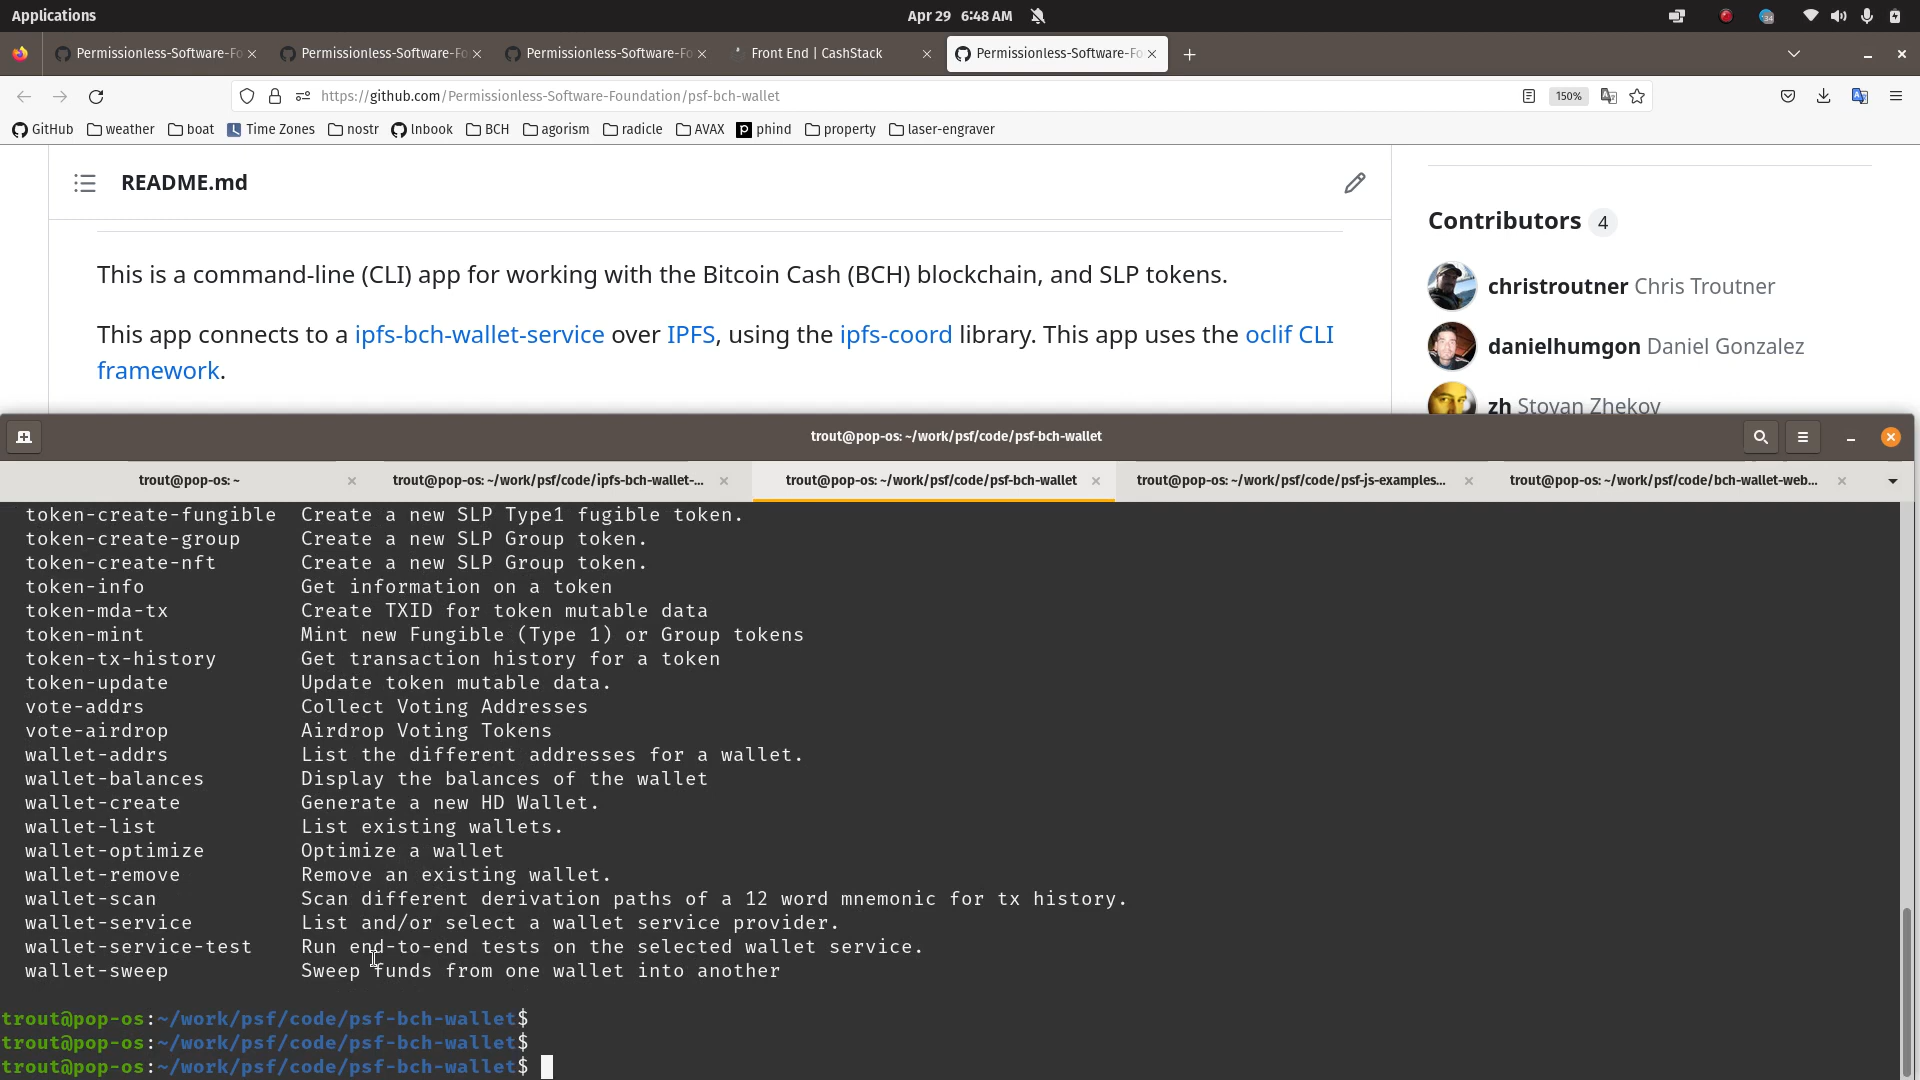 Applications
Apr 29 6:48 AM
34
Permissionless-Software-Fo
Permissionless-Software-Fo
Permissionless-Software-Fo
Front End | CashStack
Permissionless-Software-Fo
https://github.com/Permissionless-Software-Foundation/psf-bch-wallet
150%
GitHub
weather
boat
Time Zones
nostr
lnbook
BCH
agorism
radicle
AVAX
phind
property
laser-engraver
README.md
This is a command-line (CLI) app for working with the Bitcoin Cash (BCH) blockchain, and SLP tokens.
This app connects to a ipfs-bch-wallet-service over IPFS, using the ipfs-coord library. This app uses the oclif CLI
framework.
Contributors 4
christroutner Chris Troutner
danielhumgon Daniel Gonzalez
zh Stoyan Zhekov
trout@pop-os: ~/work/psf/code/psf-bch-wallet
trout@pop-os: ~
trout@pop-os: ~/work/psf/code/ipfs-bch-wallet-...
trout@pop-os: ~/work/psf/code/psf-bch-wallet
trout@pop-os: ~/work/psf/code/psf-js-examples...
trout@pop-os: ~/work/psf/code/bch-wallet-web...
token-create-fungible Create a new SLP Type1 fugible token.
token-create-group Create a new SLP Group token.
token-create-nft Create a new SLP Group token.
token-info Get information on a token
token-mda-tx Create TXID for token mutable data
token-mint Mint new Fungible (Type 1) or Group tokens
token-tx-history Get transaction history for a token
token-update Update token mutable data.
vote-addrs Collect Voting Addresses
vote-airdrop Airdrop Voting Tokens
wallet-addrs List the different addresses for a wallet.
wallet-balances Display the balances of the wallet
wallet-create Generate a new HD Wallet.
wallet-list List existing wallets.
wallet-optimize Optimize a wallet
wallet-remove Remove an existing wallet.
wallet-scan Scan different derivation paths of a 12 word mnemonic for tx history.
wallet-service List and/or select a wallet service provider.
wallet-service-test Run end-to-end tests on the selected wallet service.
wallet-sweep Sweep funds from one wallet into another
trout@pop-os:~/work/psf/code/psf-bch-wallet$
trout@pop-os:~/work/psf/code/psf-bch-wallet$
trout@pop-os:~/work/psf/code/psf-bch-wallet$